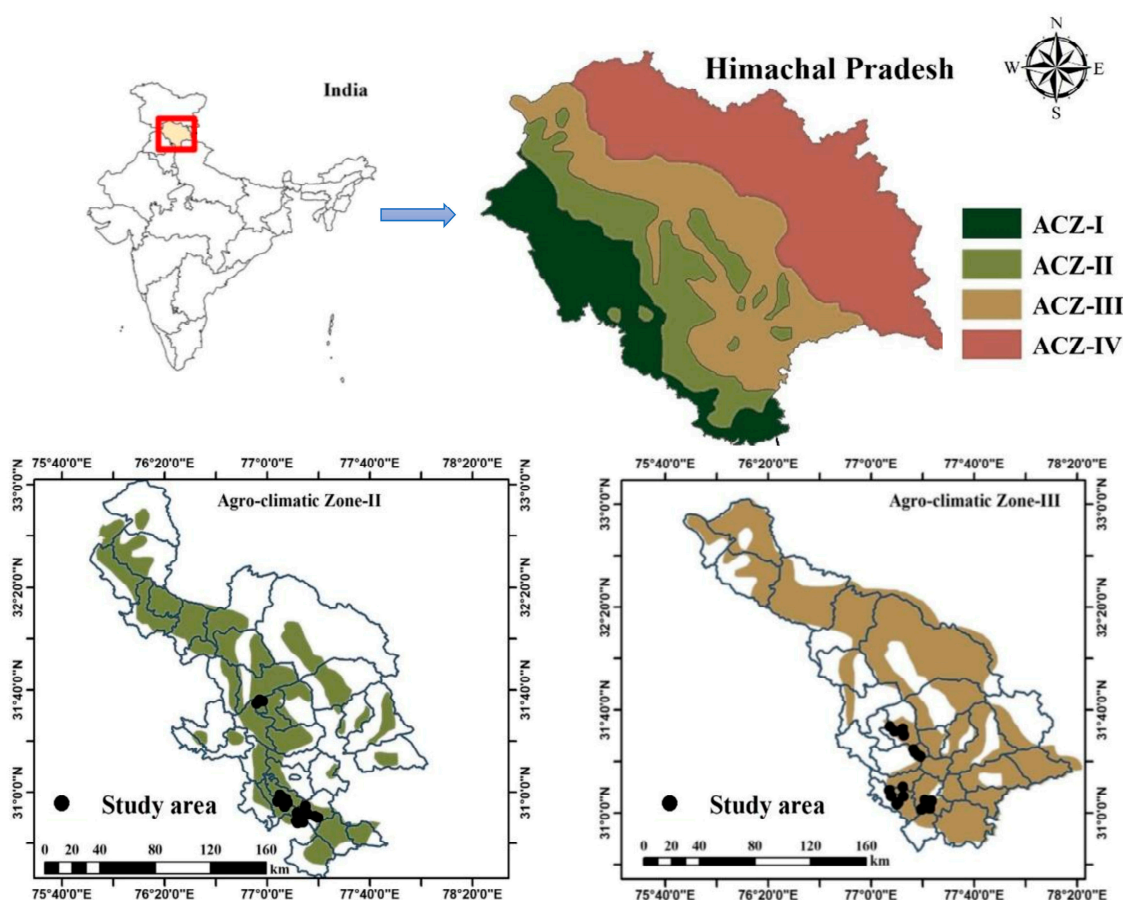 India
Himachal Pradesh
N
W E
S
ACZ-I
ACZ-II
ACZ-III
ACZ-IV
75°40'0"E 76°20'0"E 77°0'0"E 77°40'0"E 78°20'0"E
Agro-climatic Zone-II
33°0'0"N
32°20'0"N
31°40'0"N
31°0'0"N
Study area
0 20 40 80 120 160
km
75°40'0"E 76°20'0"E 77°0'0"E 77°40'0"E 78°20'0"E
75°40'0"E 76°20'0"E 77°0'0"E 77°40'0"E 78°20'0"E
Agro-climatic Zone-III
33°0'0"N
32°20'0"N
31°40'0"N
31°0'0"N
Study area
0 20 40 80 120 160
km
75°40'0"E 76°20'0"E 77°0'0"E 77°40'0"E 78°20'0"E